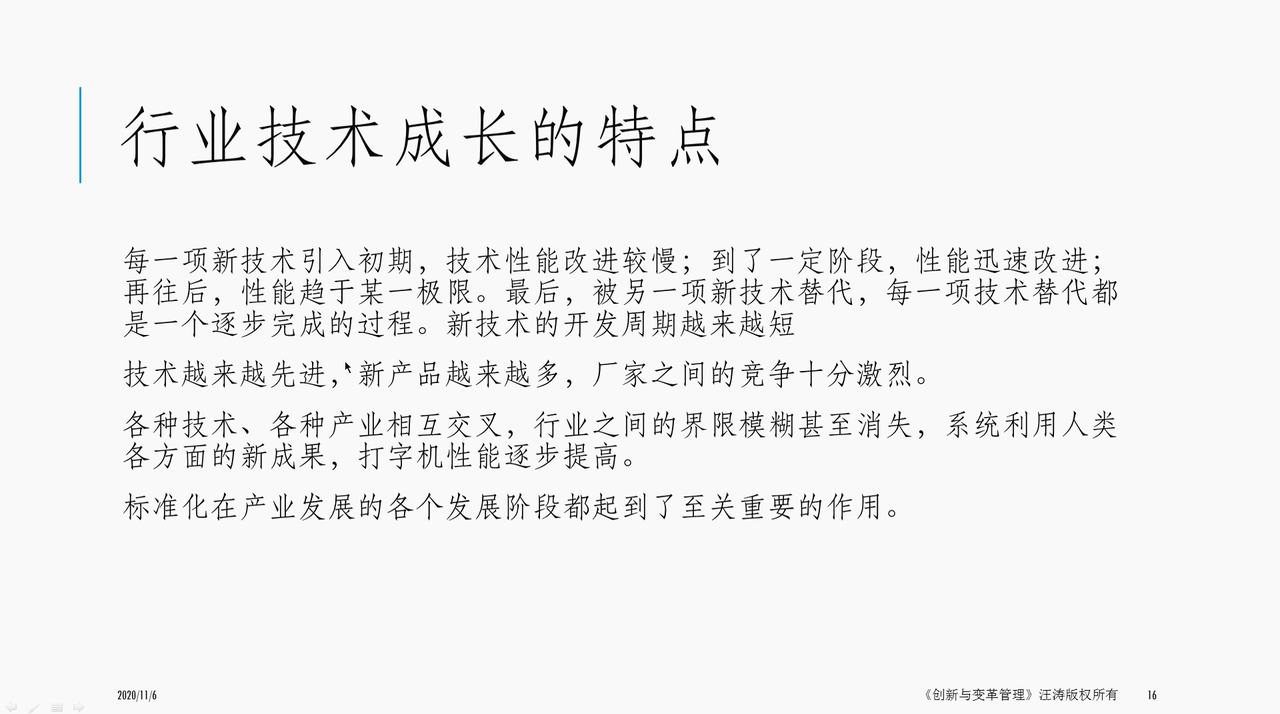 行业技术成长的特点
每一项新技术引入初期，技术性能改进较慢；到了一定阶段，性能迅速改进；
再往后，性能趋于某一极限。最后，被另一项新技术替代，每一项技术替代都
是一个逐步完成的过程。新技术的开发周期越来越短
技术越来越先进，新产品越来越多，厂家之间的竞争十分激烈。
各种技术、各种产业相互交叉，行业之间的界限模糊甚至消失，系统利用人类
各方面的新成果，打字机性能逐步提高。
标准化在产业发展的各个发展阶段都起到了至关重要的作用。
2020/11/6
《创新与变革管理》汪涛版权所有
16